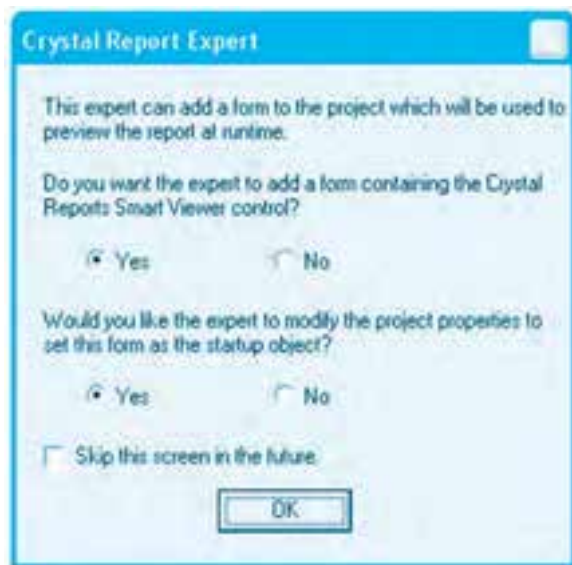 Crystal Report Expert
This expert can add a form to the project which will be used to
preview the report at runtime.
Do you want the expert to add a form containing the Crystal
Reports Smart Viewer control?
Yes No
Would you like the expert to modify the project properties to
set this form as the startup object?
Yes No
Skip this screen in the future.
OK